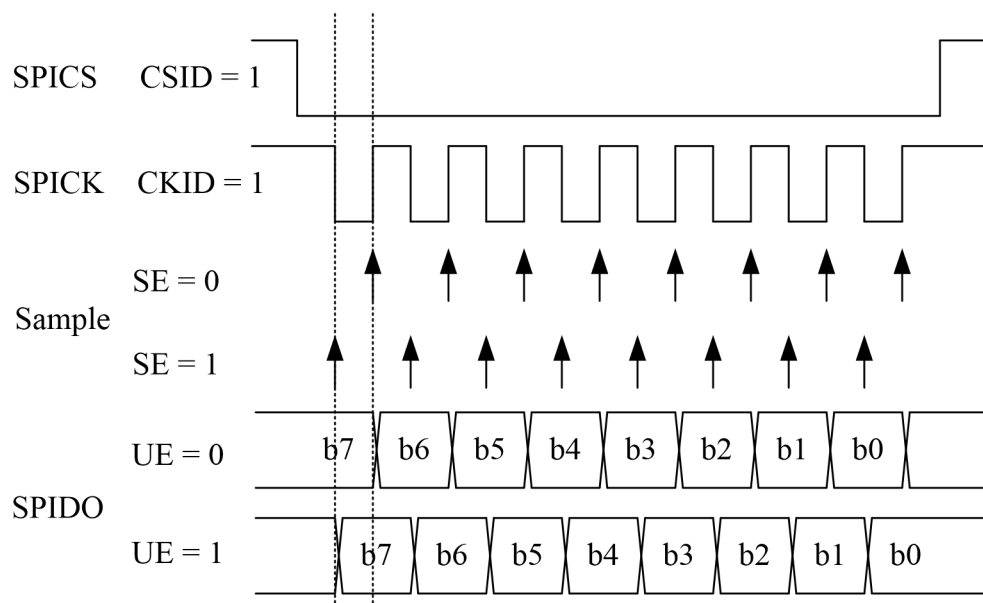 SPICS CSID = 1
SPICK CKID = 1
SE = 0
Sample
SE = 1
UE = 0 b7 b6 b5 b4 b3 b2 b1 b0
SPIDO
UE = 1 b7 b6 b5 b4 b3 b2 b1 b0